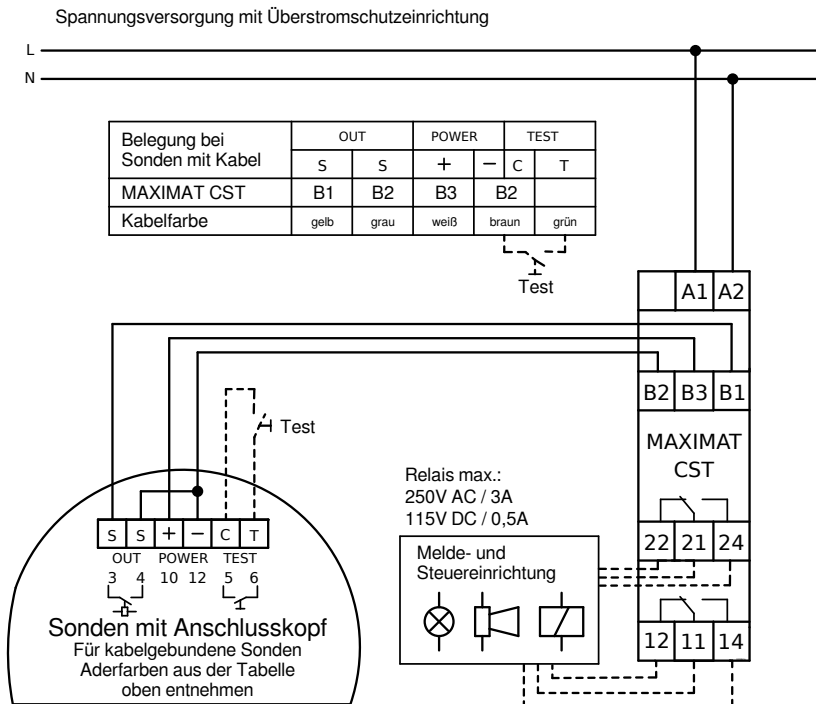 Spannungsversorgung mit Überstromschutzeinrichtung
L
N
Belegung bei
Sonden mit Kabel
OUT POWER TEST
S S + − C T
MAXIMAT CST B1 B2 B3 B2
Kabelfarbe gelb grau weiß braun grün
Test
A1 A2
B2 B3 B1
MAXIMAT
CST
Test
Relais max.:
250V AC / 3A
115V DC / 0,5A
Melde- und
Steuereinrichtung
22 21 24
12 11 14
S S + − C T
OUT POWER TEST
3 4 10 12 5 6
Sonden mit Anschlusskopf
Für kabelgebundene Sonden
Aderfarben aus der Tabelle
oben entnehmen